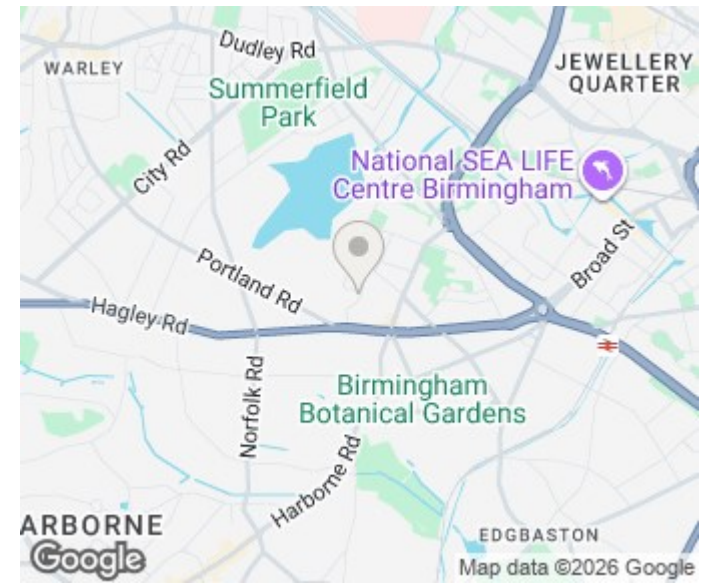 Dudley Rd
WARLEY
JEWELLERY
QUARTER
Summerfield
Park
City Rd
National SEA LIFE
Centre Birmingham
Broad St
Portland Rd
Hagley Rd
Norfolk Rd
Birmingham
Botanical Gardens
Harborne Rd
ARBORNE
EDGBASTON
Google
Map data ©2026 Google